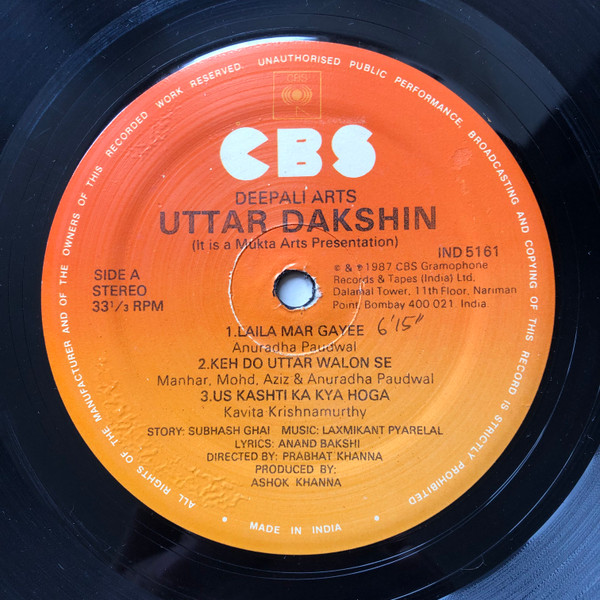 ALL RIGHTS OF THE MANUFACTURER AND OF THE OWNERS OF THIS RECORDED WORK RESERVED. UNAUTHORISED PUBLIC PERFORMANCE, BROADCASTING AND COPYING OF THIS RECORD IS STRICTLY PROHIBITED
CBS
CBS
DEEPALI ARTS
UTTAR DAKSHIN
(It is a Mukta Arts Presentation)
IND 5161
SIDE A
STEREO
33 1/3 RPM
℗ & © 1987 CBS Gramophone
Records & Tapes (India) Ltd.
Dalamal Tower, 11th Floor, Nariman
Point, Bombay 400 021. India.
1.LAILA MAR GAYEE 6'15"
Anuradha Paudwal
2.KEH DO UTTAR WALON SE
Manhar, Mohd, Aziz & Anuradha Paudwal
3.US KASHTI KA KYA HOGA
Kavita Krishnamurthy
STORY: SUBHASH GHAI MUSIC: LAXMIKANT PYARELAL
LYRICS: ANAND BAKSHI
DIRECTED BY: PRABHAT KHANNA
PRODUCED BY:
ASHOK KHANNA
• MADE IN INDIA •